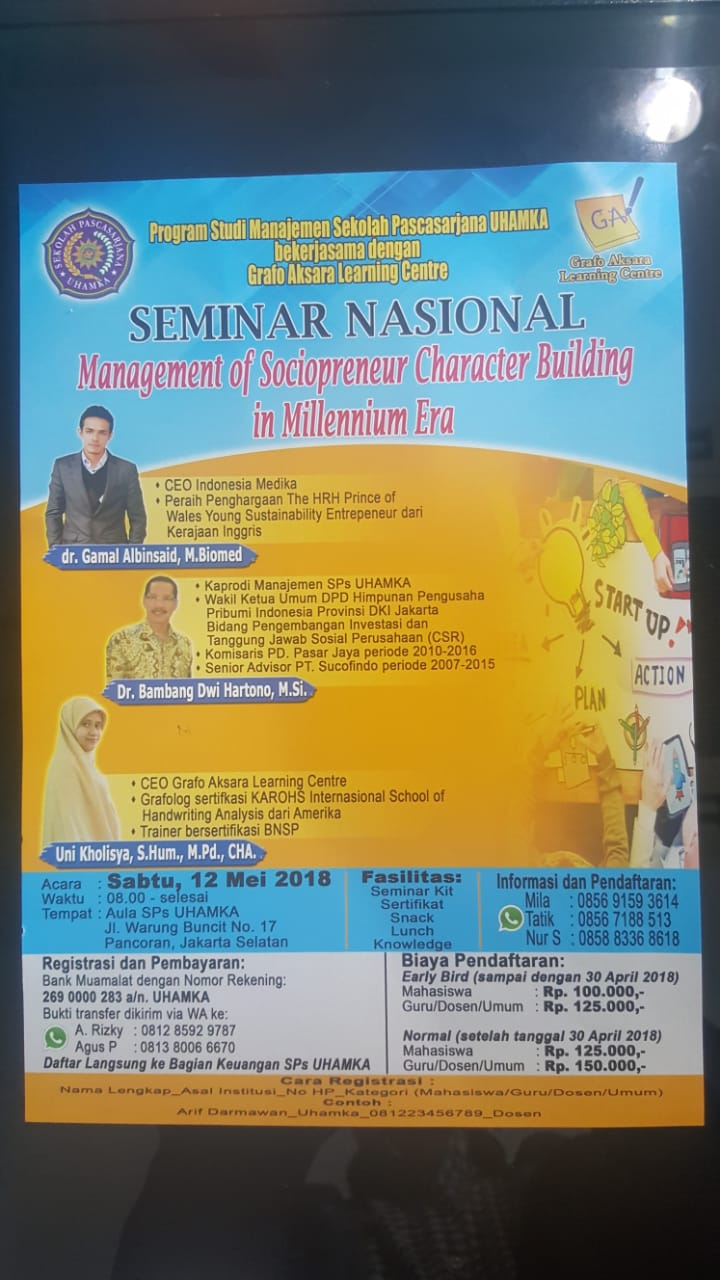 SEKOLAH PASCASARJANA
UHAMKA
Program Studi Manajemen Sekolah Pascasarjana UHAMKA
bekerjasama dengan
Grafo Aksara Learning Centre
GA!
Grafo Aksara
Learning Centre
SEMINAR NASIONAL
Management of Sociopreneur Character Building
in Millennium Era
• CEO Indonesia Medika
• Peraih Penghargaan The HRH Prince of
Wales Young Sustainability Entrepeneur dari
Kerajaan Inggris
dr. Gamal Albinsaid, M.Biomed
• Kaprodi Manajemen SPs UHAMKA
• Wakil Ketua Umum DPD Himpunan Pengusaha
Pribumi Indonesia Provinsi DKI Jakarta
Bidang Pengembangan Investasi dan
Tanggung Jawab Sosial Perusahaan (CSR)
• Komisaris PD. Pasar Jaya periode 2010-2016
• Senior Advisor PT. Sucofindo periode 2007-2015
Dr. Bambang Dwi Hartono, M.Si.
START UP!
ACTION
PLAN
• CEO Grafo Aksara Learning Centre
• Grafolog sertifkasi KAROHS Internasional School of
Handwriting Analysis dari Amerika
• Trainer bersertifikasi BNSP
Uni Kholisya, S.Hum., M.Pd., CHA.
Acara : Sabtu, 12 Mei 2018
Waktu : 08.00 - selesai
Tempat : Aula SPs UHAMKA
Jl. Warung Buncit No. 17
Pancoran, Jakarta Selatan
Fasilitas:
Seminar Kit
Sertifikat
Snack
Lunch
Knowledge
Informasi dan Pendaftaran:
Mila : 0856 9159 3614
Tatik : 0856 7188 513
Nur S : 0858 8336 8618
Registrasi dan Pembayaran:
Bank Muamalat dengan Nomor Rekening:
269 0000 283 a/n. UHAMKA
Bukti transfer dikirim via WA ke:
A. Rizky : 0812 8592 9787
Agus P : 0813 8006 6670
Daftar Langsung ke Bagian Keuangan SPs UHAMKA
Biaya Pendaftaran:
Early Bird (sampai dengan 30 April 2018)
Mahasiswa : Rp. 100.000,-
Guru/Dosen/Umum : Rp. 125.000,-
Normal (setelah tanggal 30 April 2018)
Mahasiswa : Rp. 125.000,-
Guru/Dosen/Umum : Rp. 150.000,-
Cara Registrasi :
Nama Lengkap_Asal Institusi_No HP_Kategori (Mahasiswa/Guru/Dosen/Umum)
Contoh :
Arif Darmawan_Uhamka_081223456789_Dosen